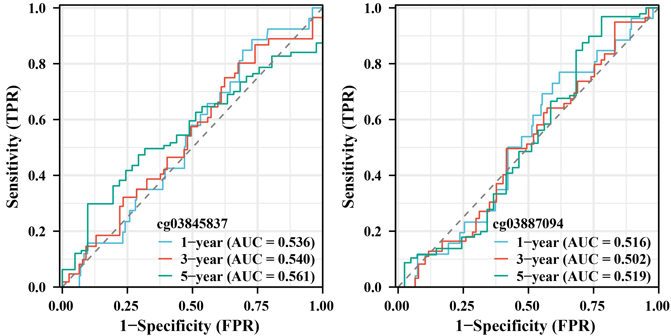 1.0
0.8
0.6
0.4
0.2
0.0
Sensitivity (TPR)
cg03845837
1−year (AUC = 0.536)
3−year (AUC = 0.540)
5−year (AUC = 0.561)
0.00 0.25 0.50 0.75 1.00
1−Specificity (FPR)
1.0
0.8
0.6
0.4
0.2
0.0
Sensitivity (TPR)
cg03887094
1−year (AUC = 0.516)
3−year (AUC = 0.502)
5−year (AUC = 0.519)
0.00 0.25 0.50 0.75 1.00
1−Specificity (FPR)